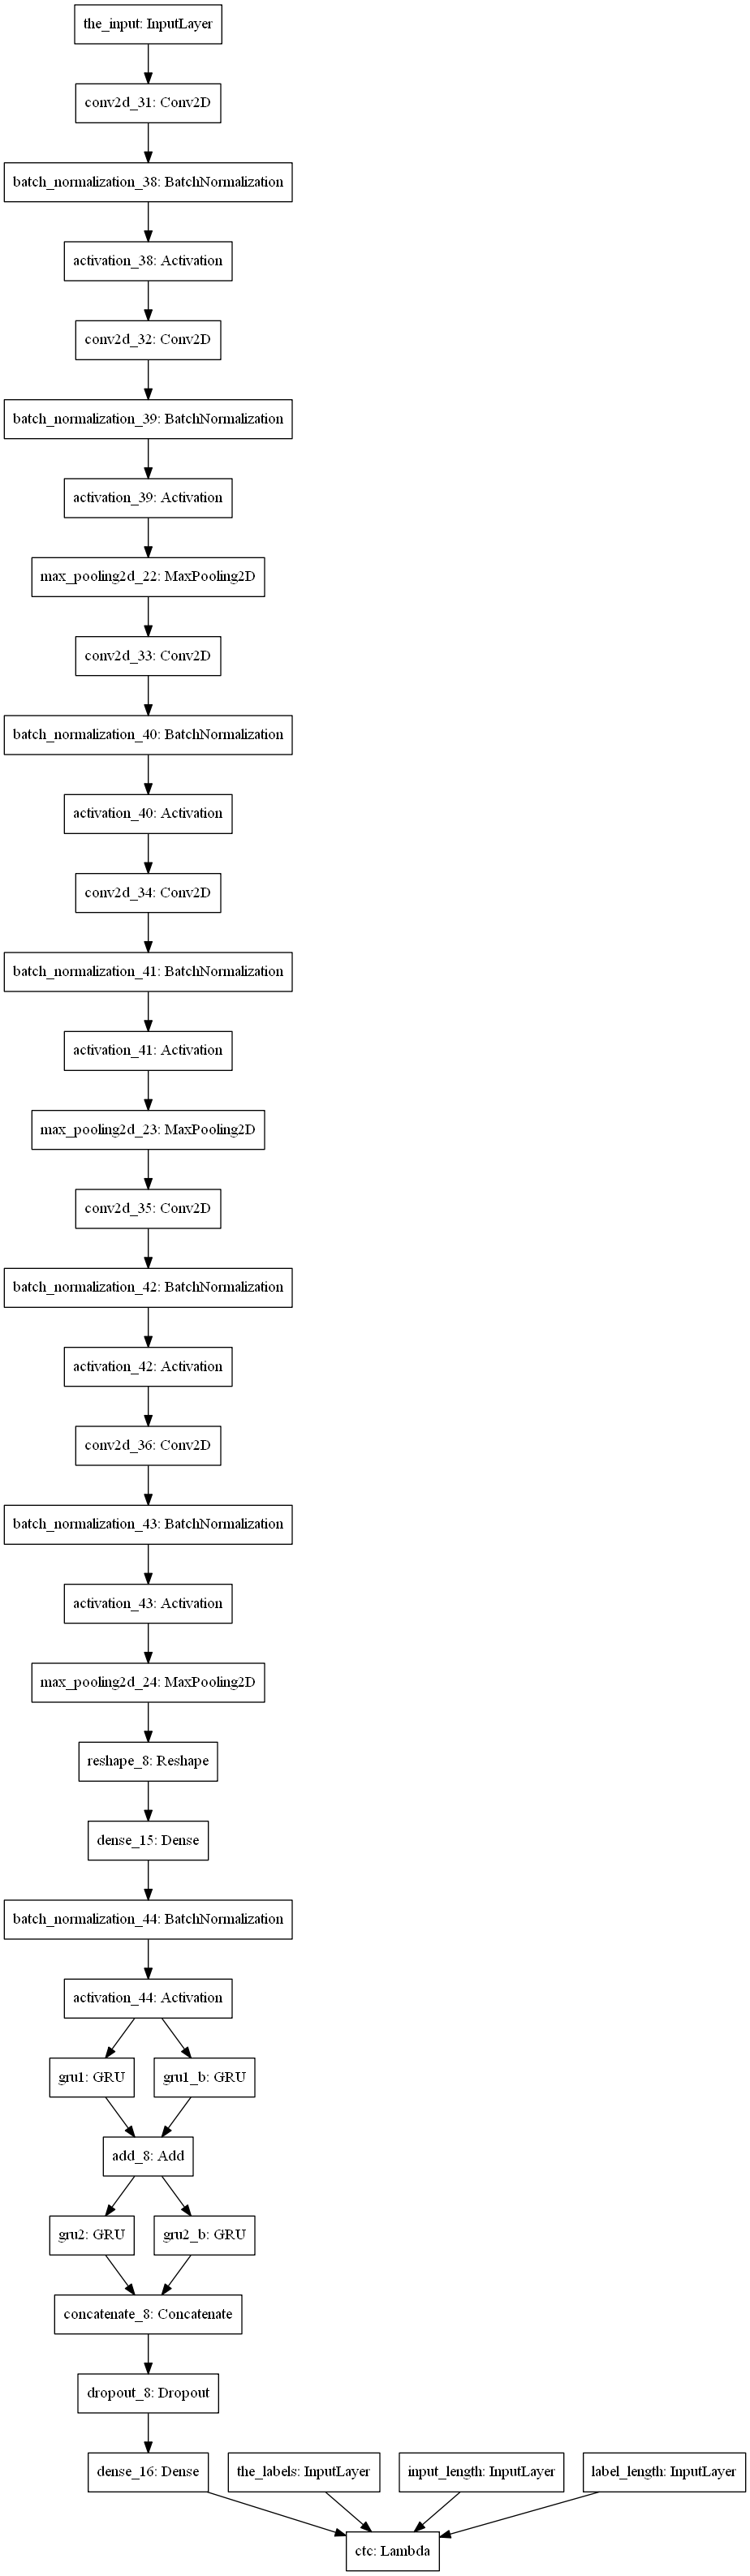 the_input: InputLayer
conv2d_31: Conv2D
batch_normalization_38: BatchNormalization
activation_38: Activation
conv2d_32: Conv2D
batch_normalization_39: BatchNormalization
activation_39: Activation
max_pooling2d_22: MaxPooling2D
conv2d_33: Conv2D
batch_normalization_40: BatchNormalization
activation_40: Activation
conv2d_34: Conv2D
batch_normalization_41: BatchNormalization
activation_41: Activation
max_pooling2d_23: MaxPooling2D
conv2d_35: Conv2D
batch_normalization_42: BatchNormalization
activation_42: Activation
conv2d_36: Conv2D
batch_normalization_43: BatchNormalization
activation_43: Activation
max_pooling2d_24: MaxPooling2D
reshape_8: Reshape
dense_15: Dense
batch_normalization_44: BatchNormalization
activation_44: Activation
gru1: GRU
gru1_b: GRU
add_8: Add
gru2: GRU
gru2_b: GRU
concatenate_8: Concatenate
dropout_8: Dropout
dense_16: Dense
the_labels: InputLayer
input_length: InputLayer
label_length: InputLayer
ctc: Lambda